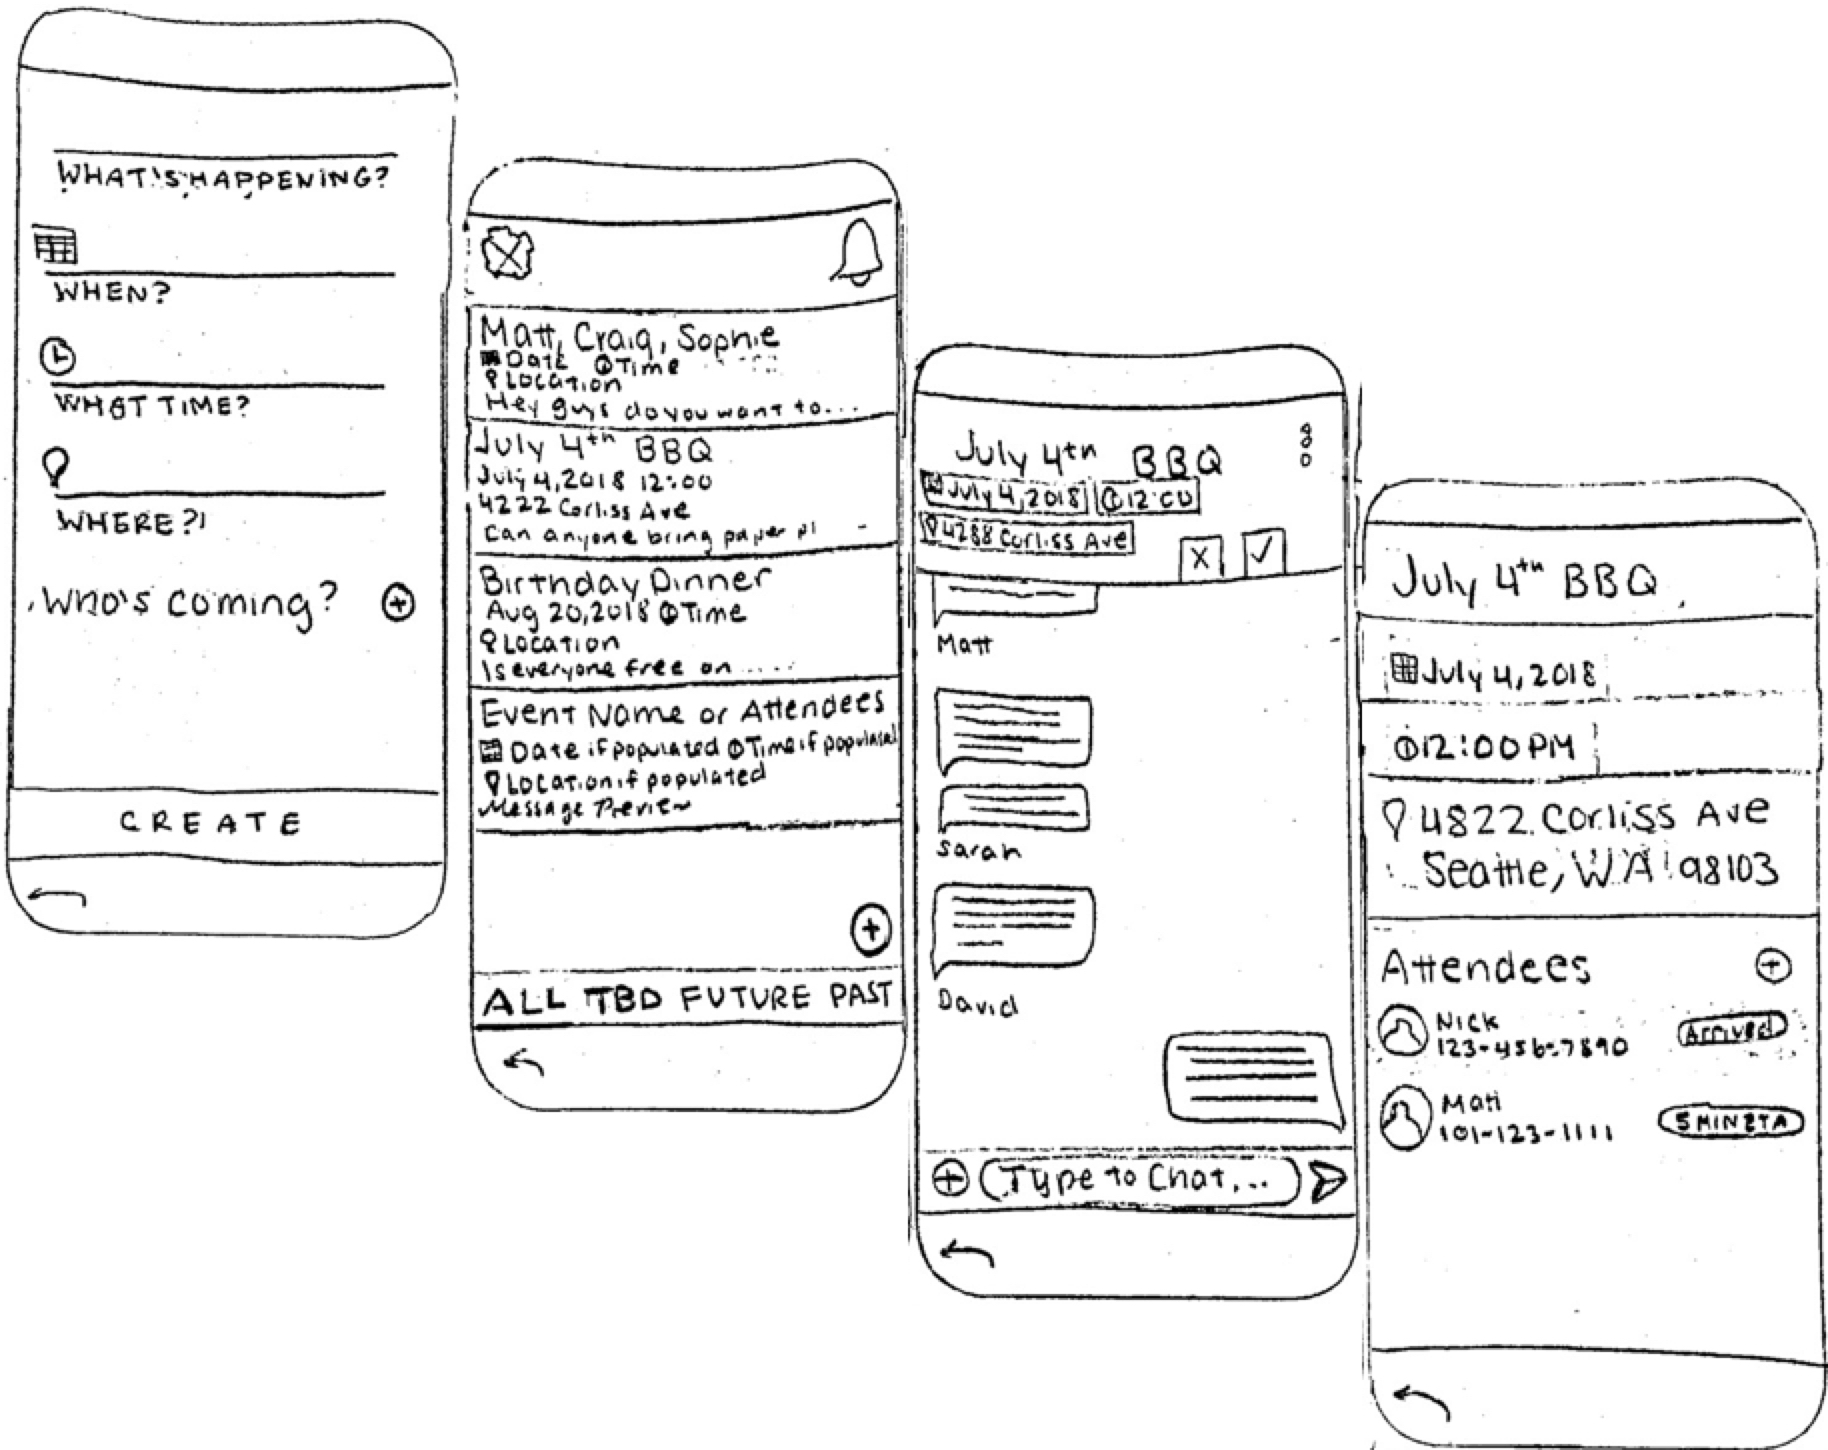 WHAT'S HAPPENING?
WHEN?
WHAT TIME?
WHERE?
WHO'S COMING?
CREATE
Matt, Craig, Sophie
Date Time
Location
Hey guys do you want to...
July 4th BBQ
July 4, 2018 12:00
4222 Corliss Ave
Can anyone bring paper pl
Birthday Dinner
Aug 20, 2018 Time
Location
Is everyone free on .....
Event Name or Attendees
Date if populated Time if populated
Location if populated
Message Preview
ALL TBD FUTURE PAST
July 4th BBQ
July 4, 2018 12:00
4288 Corliss Ave
Matt
Sarah
David
Type to Chat...
July 4th BBQ
July 4, 2018
12:00 PM
4822 Corliss Ave
Seattle, WA 98103
Attendees
Nick
123-456-7890
Arrived
Matt
101-123-1111
5 MIN ETA